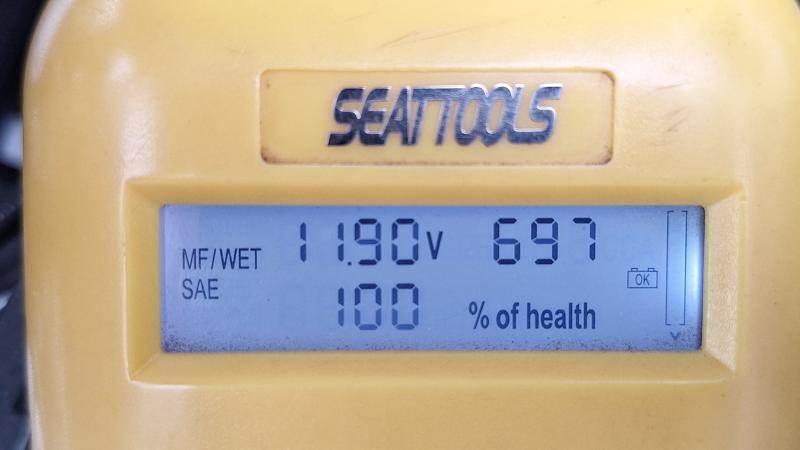 SEATTOOLS
MF/WET 11.90V 697
SAE 100 % of health
OK